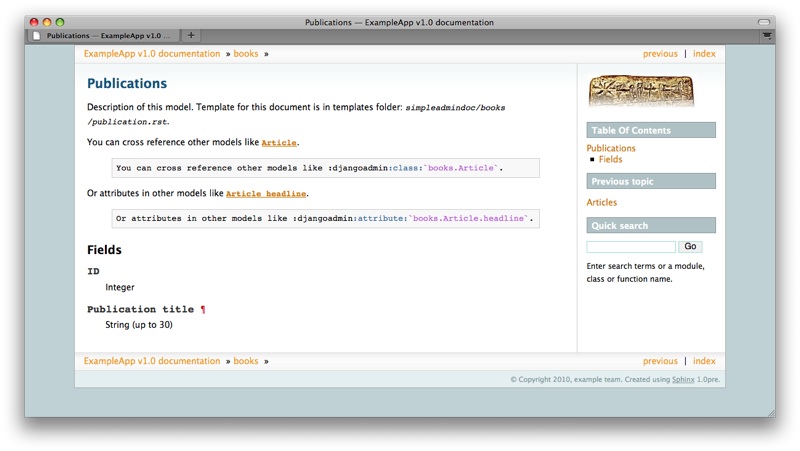 Publications — ExampleApp v1.0 documentation
Publications — ExampleApp v1.0 ...
ExampleApp v1.0 documentation » books »
previous | index
Publications
Description of this model. Template for this document is in templates folder: simpleadmindoc/books
/publication.rst.
You can cross reference other models like Article.
You can cross reference other models like :djangoadmin:class:`books.Article`.
Or attributes in other models like Article headline.
Or attributes in other models like :djangoadmin:attribute:`books.Article.headline`.
Fields
ID
Integer
Publication title ¶
String (up to 30)
Table Of Contents
Publications
Fields
Previous topic
Articles
Quick search
Go
Enter search terms or a module,
class or function name.
ExampleApp v1.0 documentation » books »
previous | index
© Copyright 2010, example team. Created using Sphinx 1.0pre.